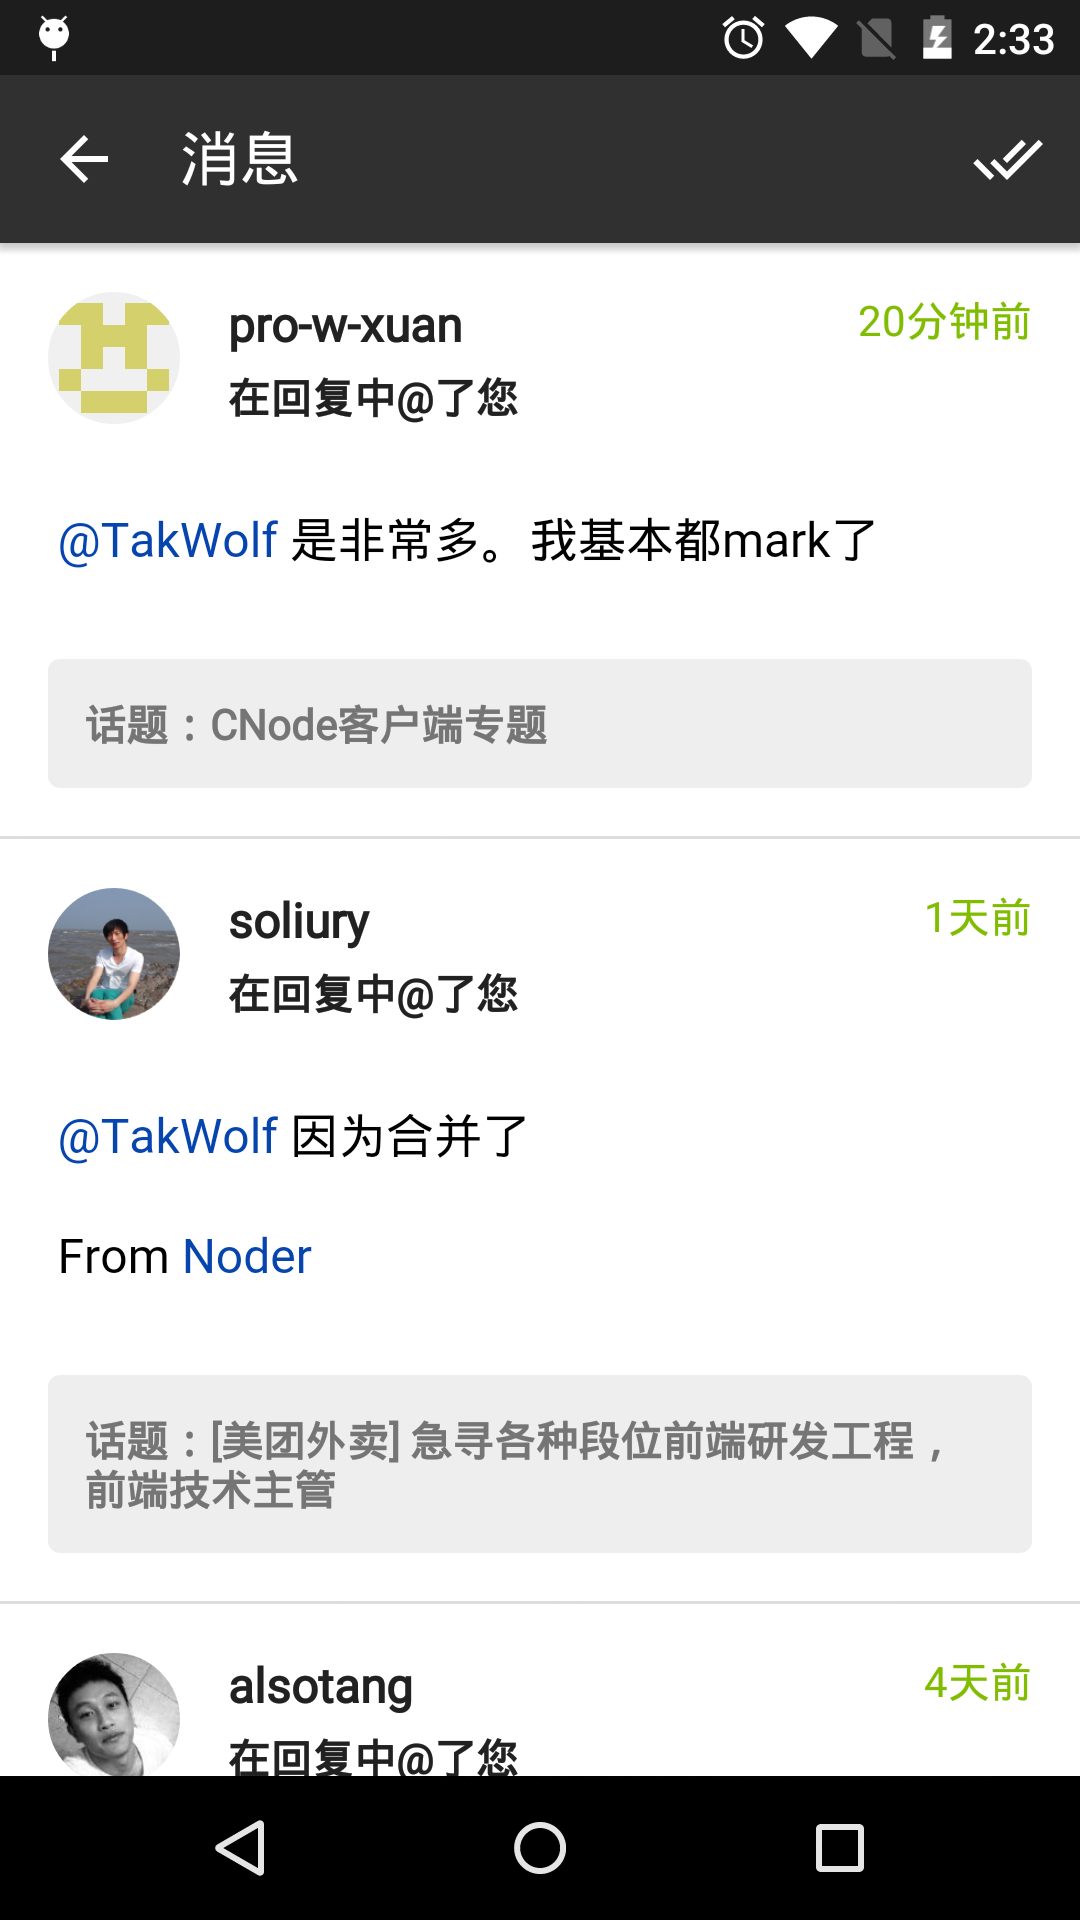 2:33
消息
pro-w-xuan
20分钟前
在回复中@了您
@TakWolf 是非常多。我基本都mark了
话题：CNode客户端专题
soliury
1天前
在回复中@了您
@TakWolf 因为合并了
From Noder
话题：[美团外卖] 急寻各种段位前端研发工程，
前端技术主管
alsotang
4天前
在回复中@了您